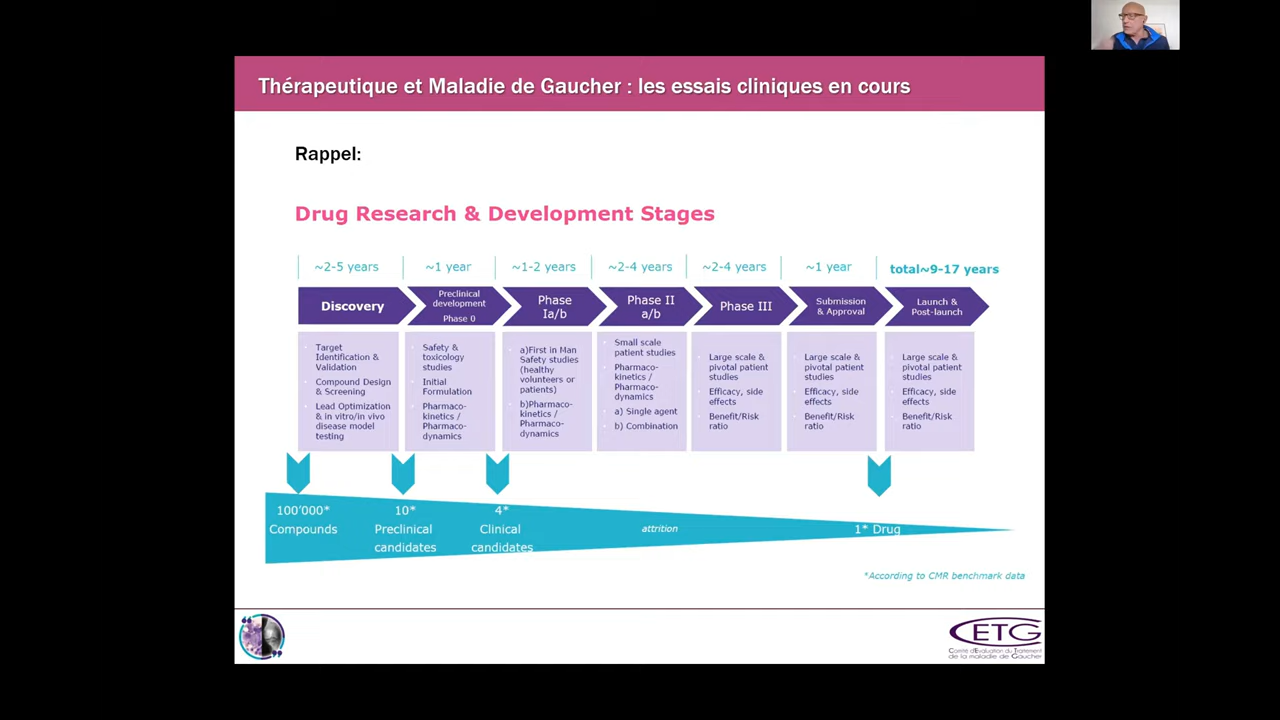 Thérapeutique et Maladie de Gaucher : les essais cliniques en cours
Rappel:
Drug Research & Development Stages
~2-5 years
~1 year
~1-2 years
~2-4 years
~2-4 years
~1 year
total~9-17 years
Discovery
Preclinical
development
Phase 0
Phase
Ia/b
Phase II
a/b
Phase III
Submission
& Approval
Launch &
Post-launch
Target
Identification &
Validation
Compound Design
& Screening
Lead Optimization
& in vitro/in vivo
disease model
testing
Safety &
toxicology
studies
Initial
Formulation
Pharmaco-
kinetics /
Pharmaco-
dynamics
a)First in Man
Safety studies
(healthy
volunteers or
patients)
b)Pharmaco-
kinetics /
Pharmaco-
dynamics
Small scale
patient studies
Pharmaco-
kinetics /
Pharmaco-
dynamics
a) Single agent
b) Combination
Large scale &
pivotal patient
studies
Efficacy, side
effects
Benefit/Risk
ratio
Large scale &
pivotal patient
studies
Efficacy, side
effects
Benefit/Risk
ratio
Large scale &
pivotal patient
studies
Efficacy, side
effects
Benefit/Risk
ratio
100'000*
Compounds
10*
Preclinical
candidates
4*
Clinical
candidates
attrition
1* Drug
*According to CMR benchmark data
CETG
Comité d'Evaluation du Traitement
de la maladie de Gaucher